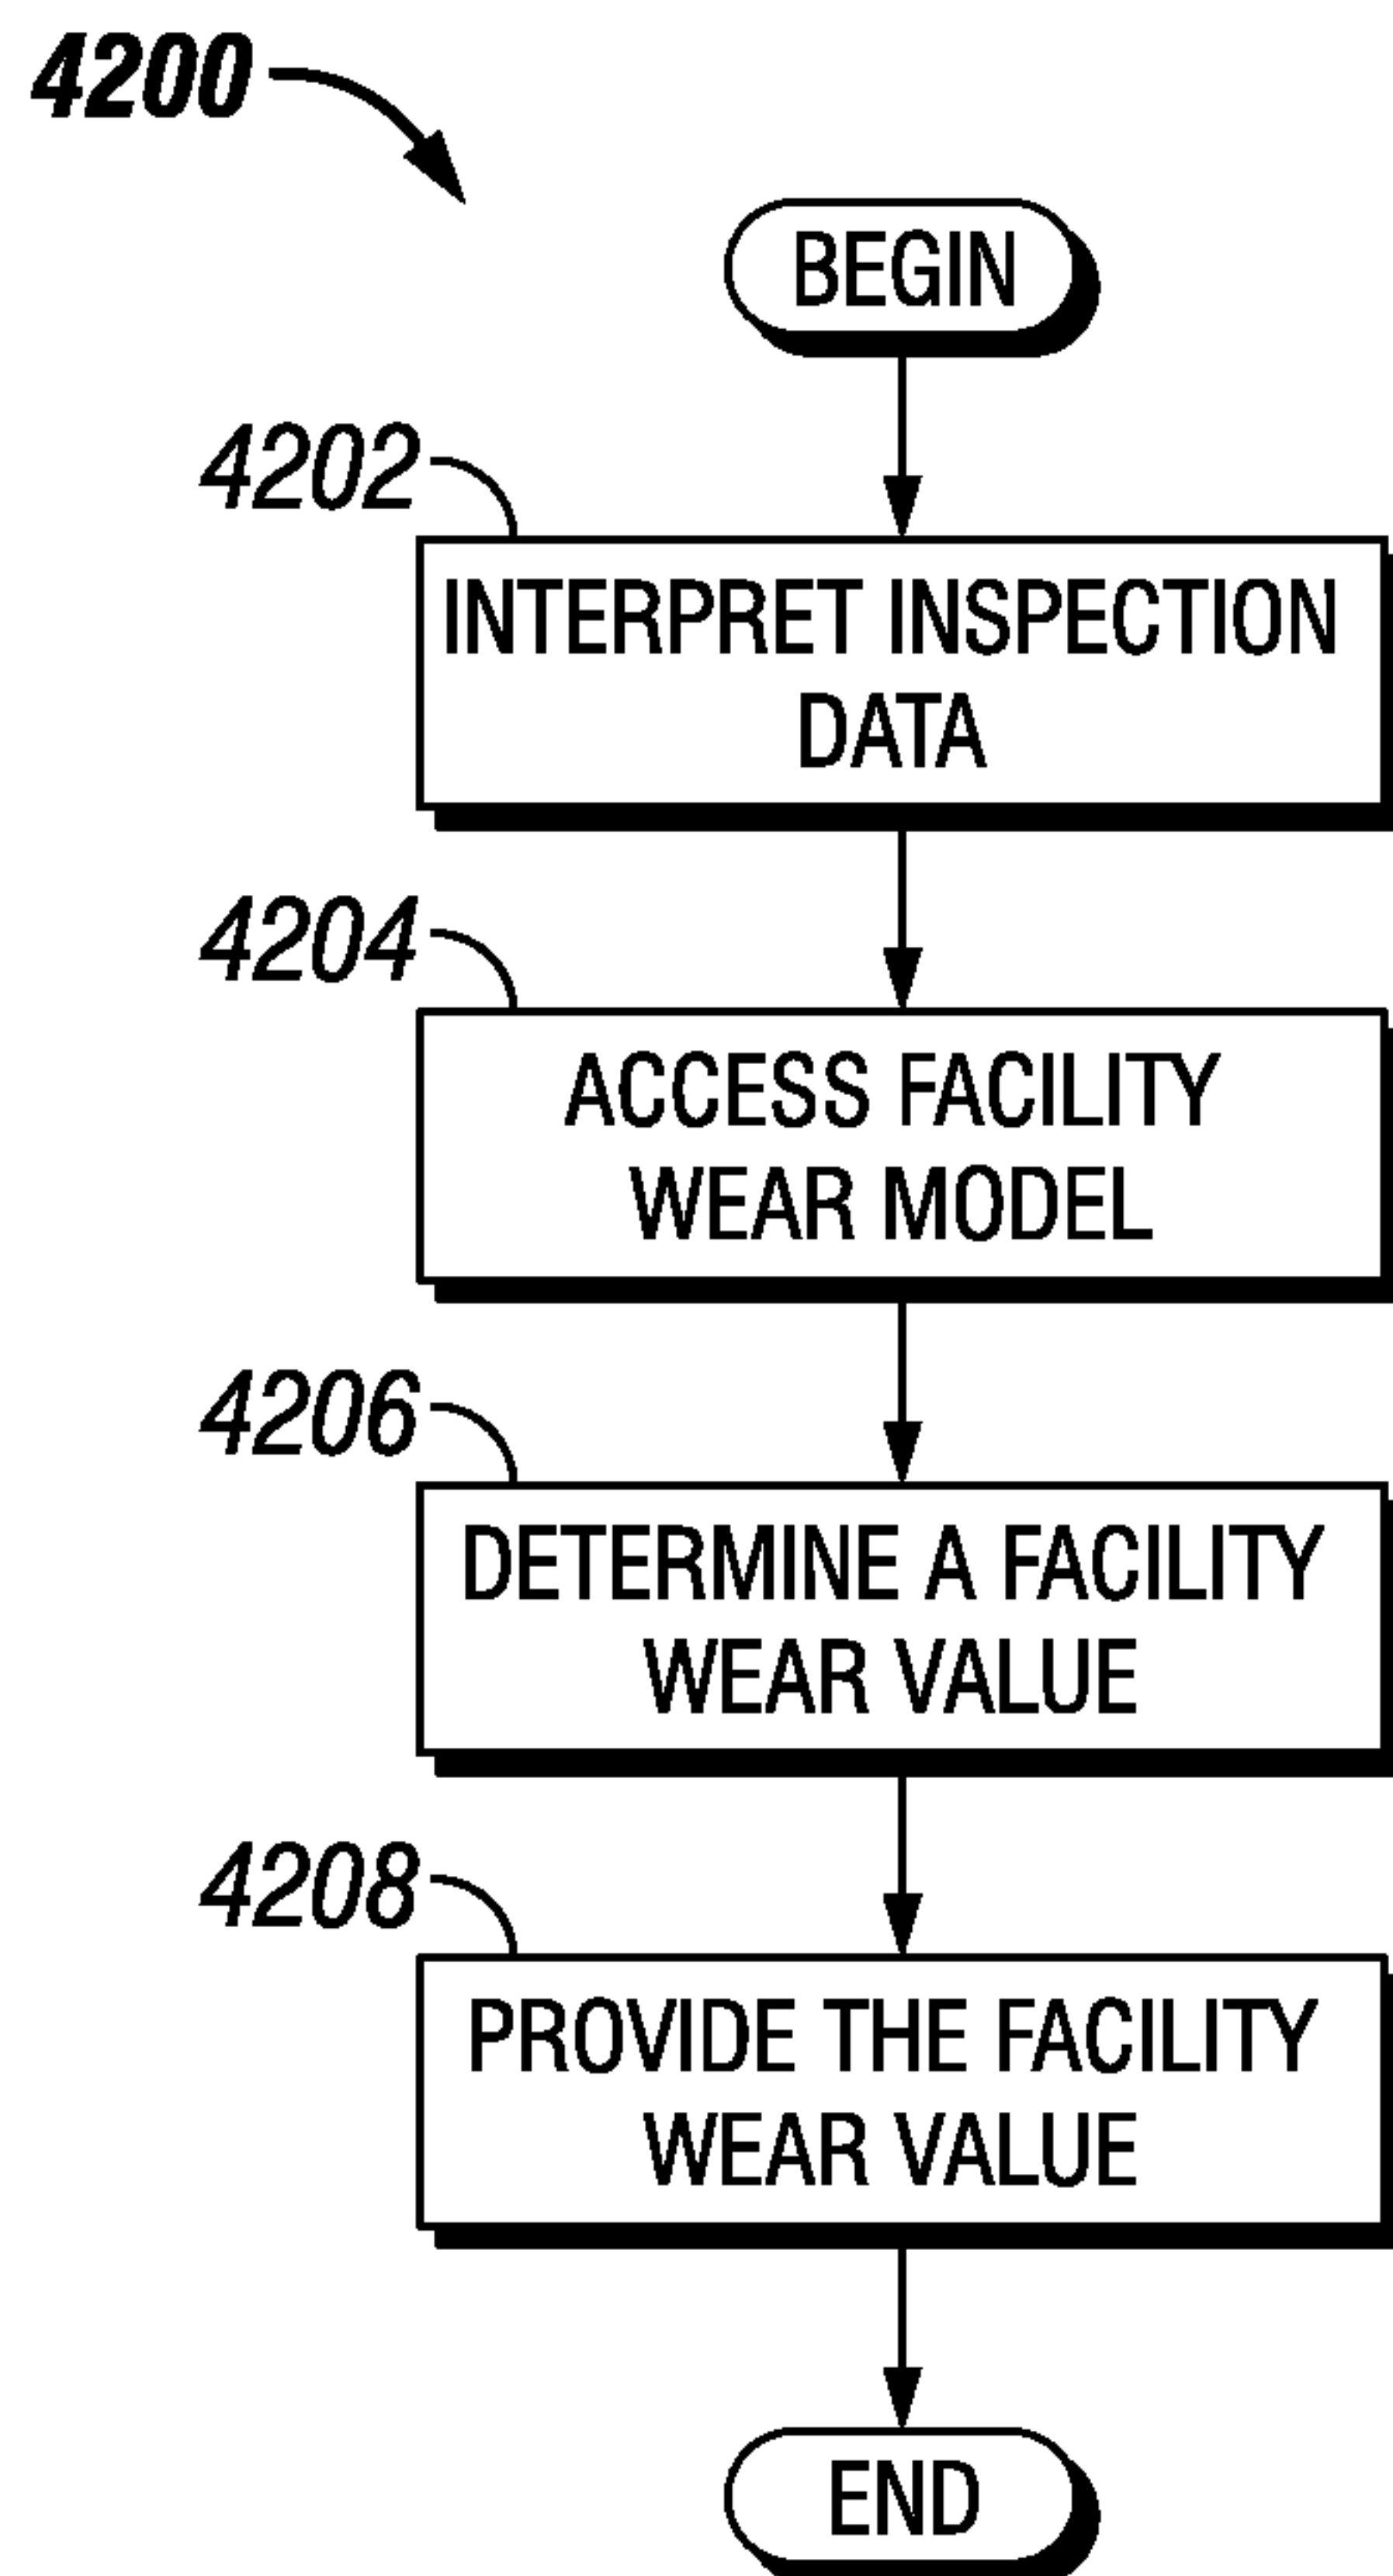 4200
BEGIN
4202
INTERPRET INSPECTION
DATA
4204
ACCESS FACILITY
WEAR MODEL
4206
DETERMINE A FACILITY
WEAR VALUE
4208
PROVIDE THE FACILITY
WEAR VALUE
END